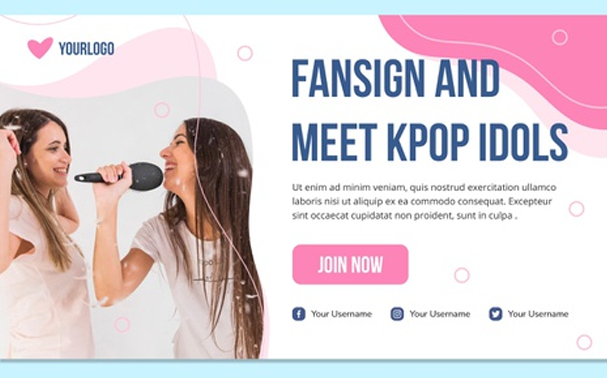 YOURLOGO
FANSIGN AND
MEET KPOP IDOLS
Ut enim ad minim veniam, quis nostrud exercitation ullamco
laboris nisi ut aliquip ex ea commodo consequat. Excepteur
sint occaecat cupidatat non proident, sunt in culpa .
JOIN NOW
Your Username Your Username Your Username